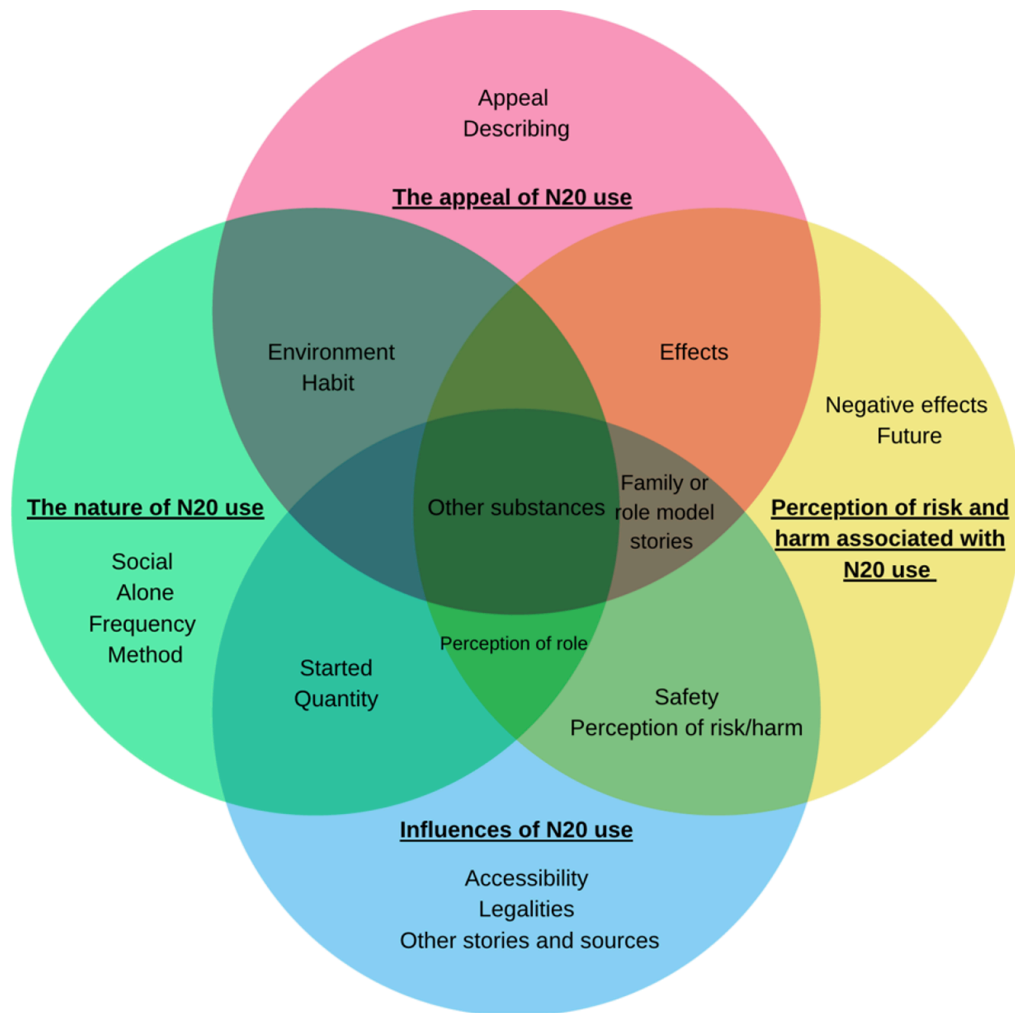 Appeal
Describing
The appeal of N20 use
Environment
Habit
Effects
Negative effects
Future
The nature of N20 use
Social
Alone
Frequency
Method
Other substances
Family or
role model
stories
Perception of risk and
harm associated with
N20 use
Started
Quantity
Perception of role
Safety
Perception of risk/harm
Influences of N20 use
Accessibility
Legalities
Other stories and sources